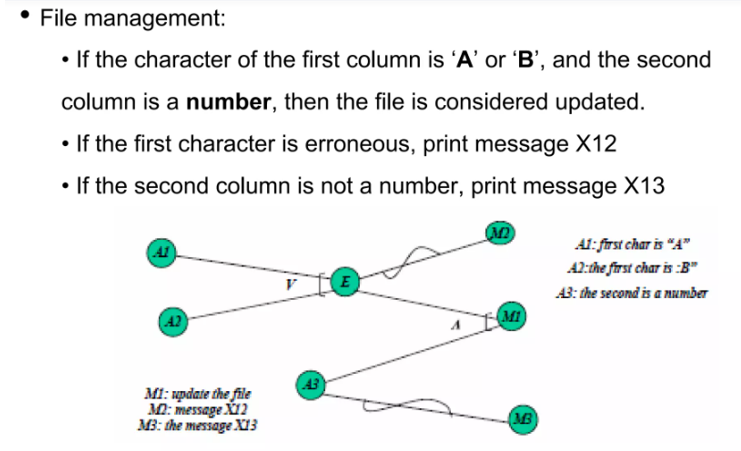 • File management:
• If the character of the first column is ‘A’ or ‘B’, and the second
column is a number, then the file is considered updated.
• If the first character is erroneous, print message X12
• If the second column is not a number, print message X13
A1
A2
V
E
M2
A1: first char is “A”
A2:the first char is :B”
A3: the second is a number
Λ
M1
A3
M1: update the file
M2: message X12
M3: the message X13
M3